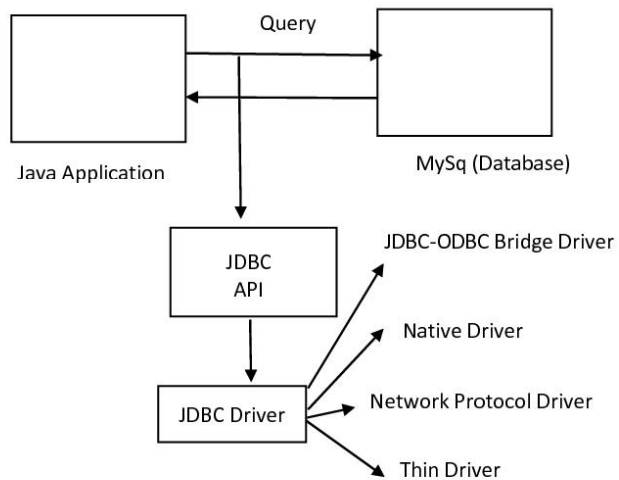 Query
Java Application
MySq (Database)
JDBC
API
JDBC-ODBC Bridge Driver
Native Driver
Network Protocol Driver
JDBC Driver
Thin Driver